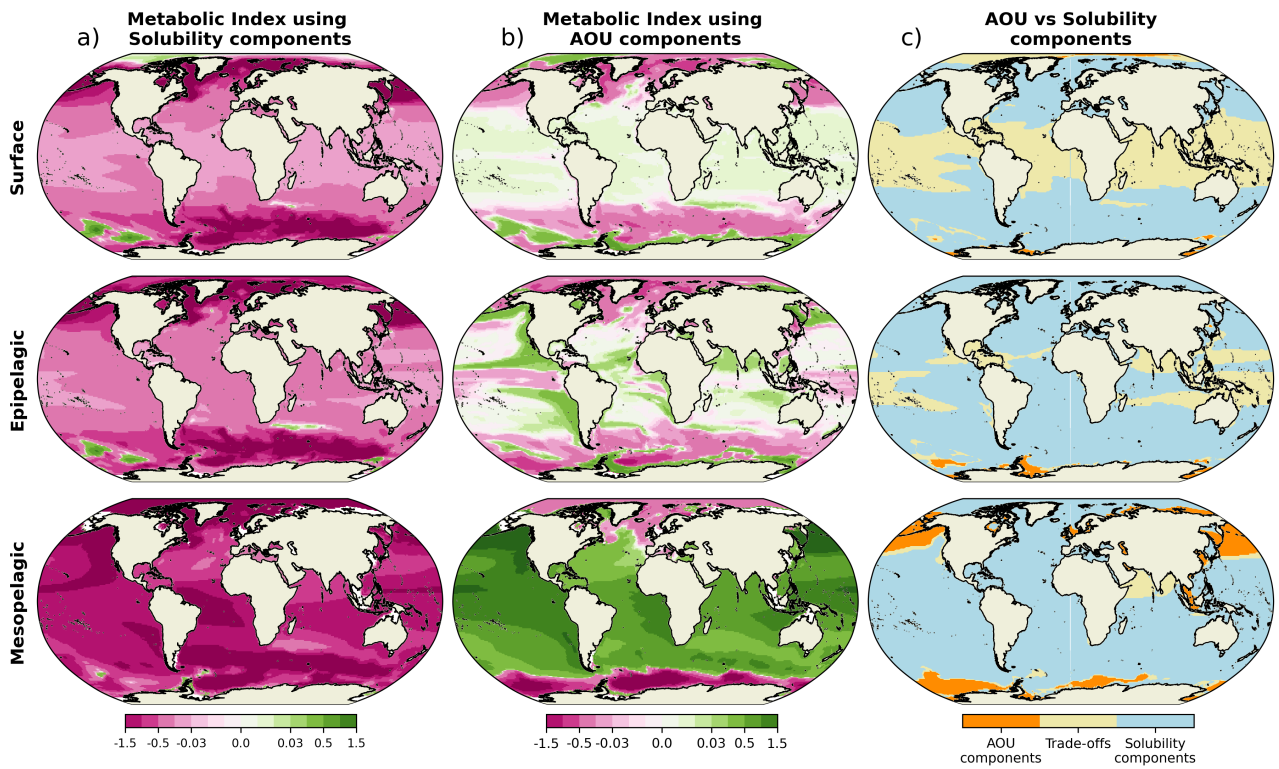 a)
Metabolic Index using
Solubility components
b)
Metabolic Index using
AOU components
c)
AOU vs Solubility
components
Surface
Epipelagic
Mesopelagic
-1.5 -0.5 -0.03 0.0 0.03 0.5 1.5
-1.5 -0.5 -0.03 0.0 0.03 0.5 1.5
AOU
components
Trade-offs
Solubility
components